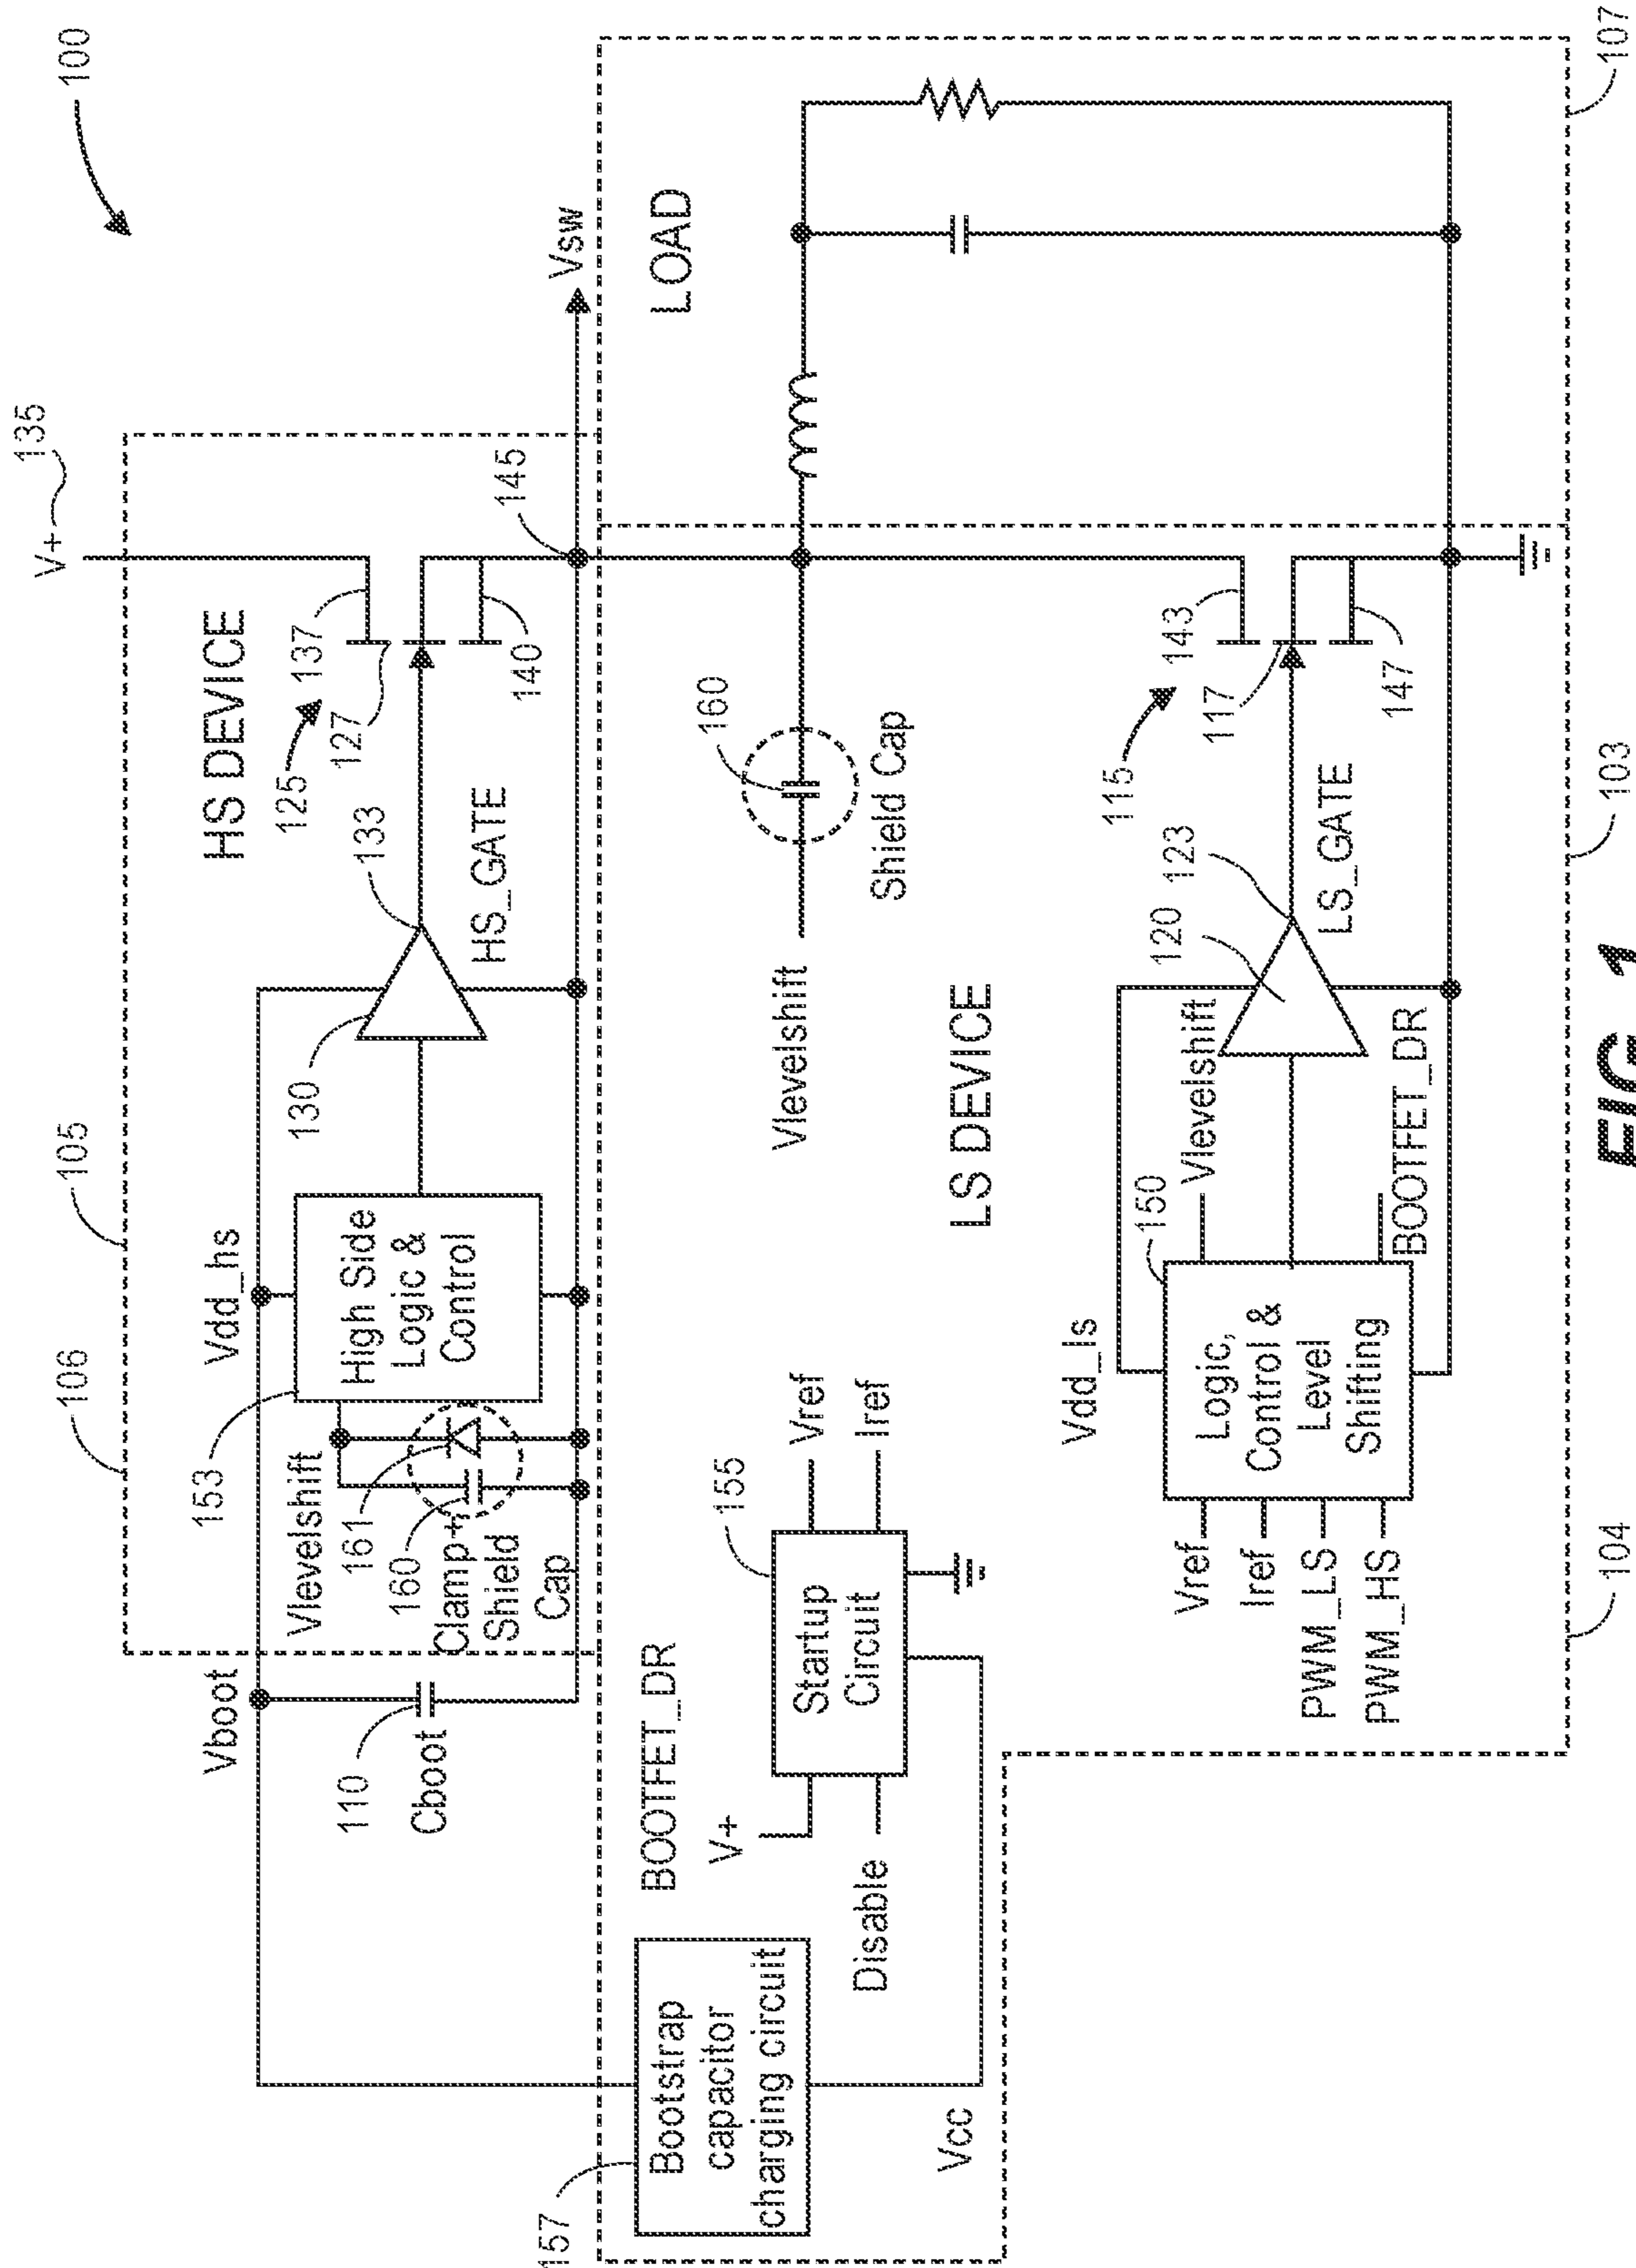 100
V+
135
105
106
HS DEVICE
125
137
127
140
133
130
HS_GATE
145
Vsw
Vdd_hs
High Side
Logic &
Control
153
Vlevelshift
161
160
Clamp+
Shield
Cap
Vboot
110
Cboot
LOAD
107
160
Shield Cap
Vlevelshift
LS DEVICE
BOOTFET_DR
V+
Disable
Startup
Circuit
155
Vref
Iref
157
Bootstrap
capacitor
charging circuit
Vcc
115
143
117
147
120
123
LS_GATE
Vlevelshift
BOOTFET_DR
150
Vdd_ls
Logic,
Control &
Level
Shifting
Vref
Iref
PWM_LS
PWM_HS
103
104
FIG. 1